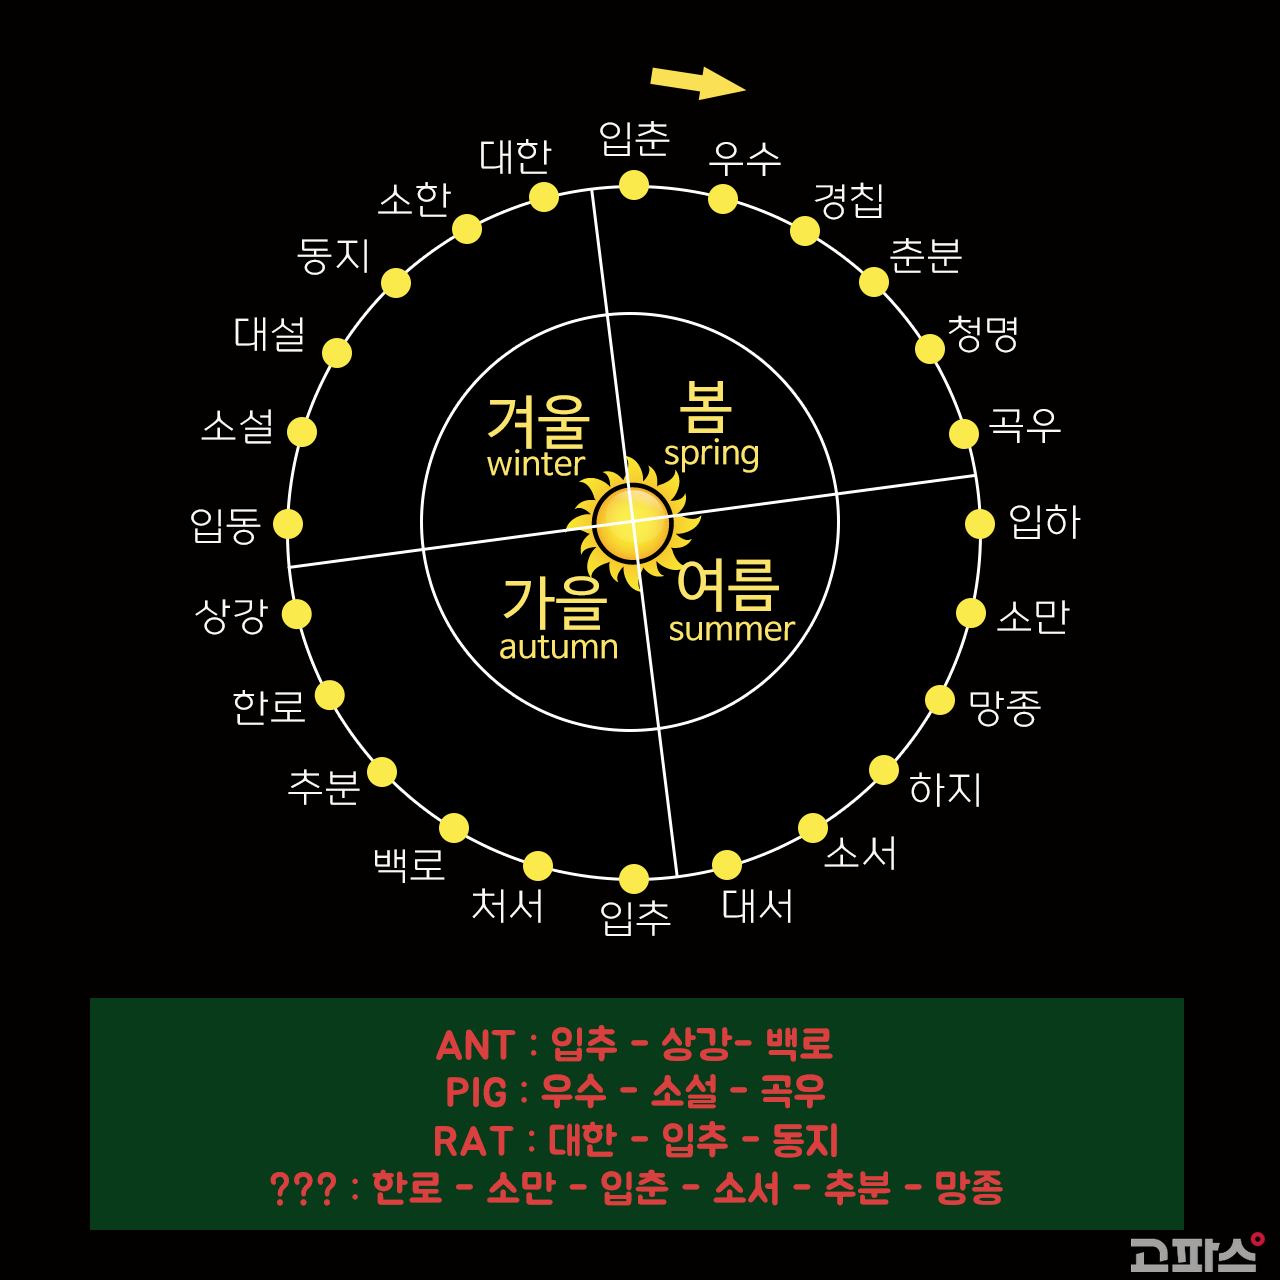 입춘
우수
경칩
춘분
청명
곡우
입하
소만
망종
하지
소서
대서
입추
처서
백로
추분
한로
상강
입동
소설
대설
동지
소한
대한
겨울
winter
봄
spring
가을
autumn
여름
summer
ANT : 입추 - 상강- 백로
PIG : 우수 - 소설 - 곡우
RAT : 대한 - 입추 - 동지
??? : 한로 - 소만 - 입춘 - 소서 - 추분 - 망종
고파스